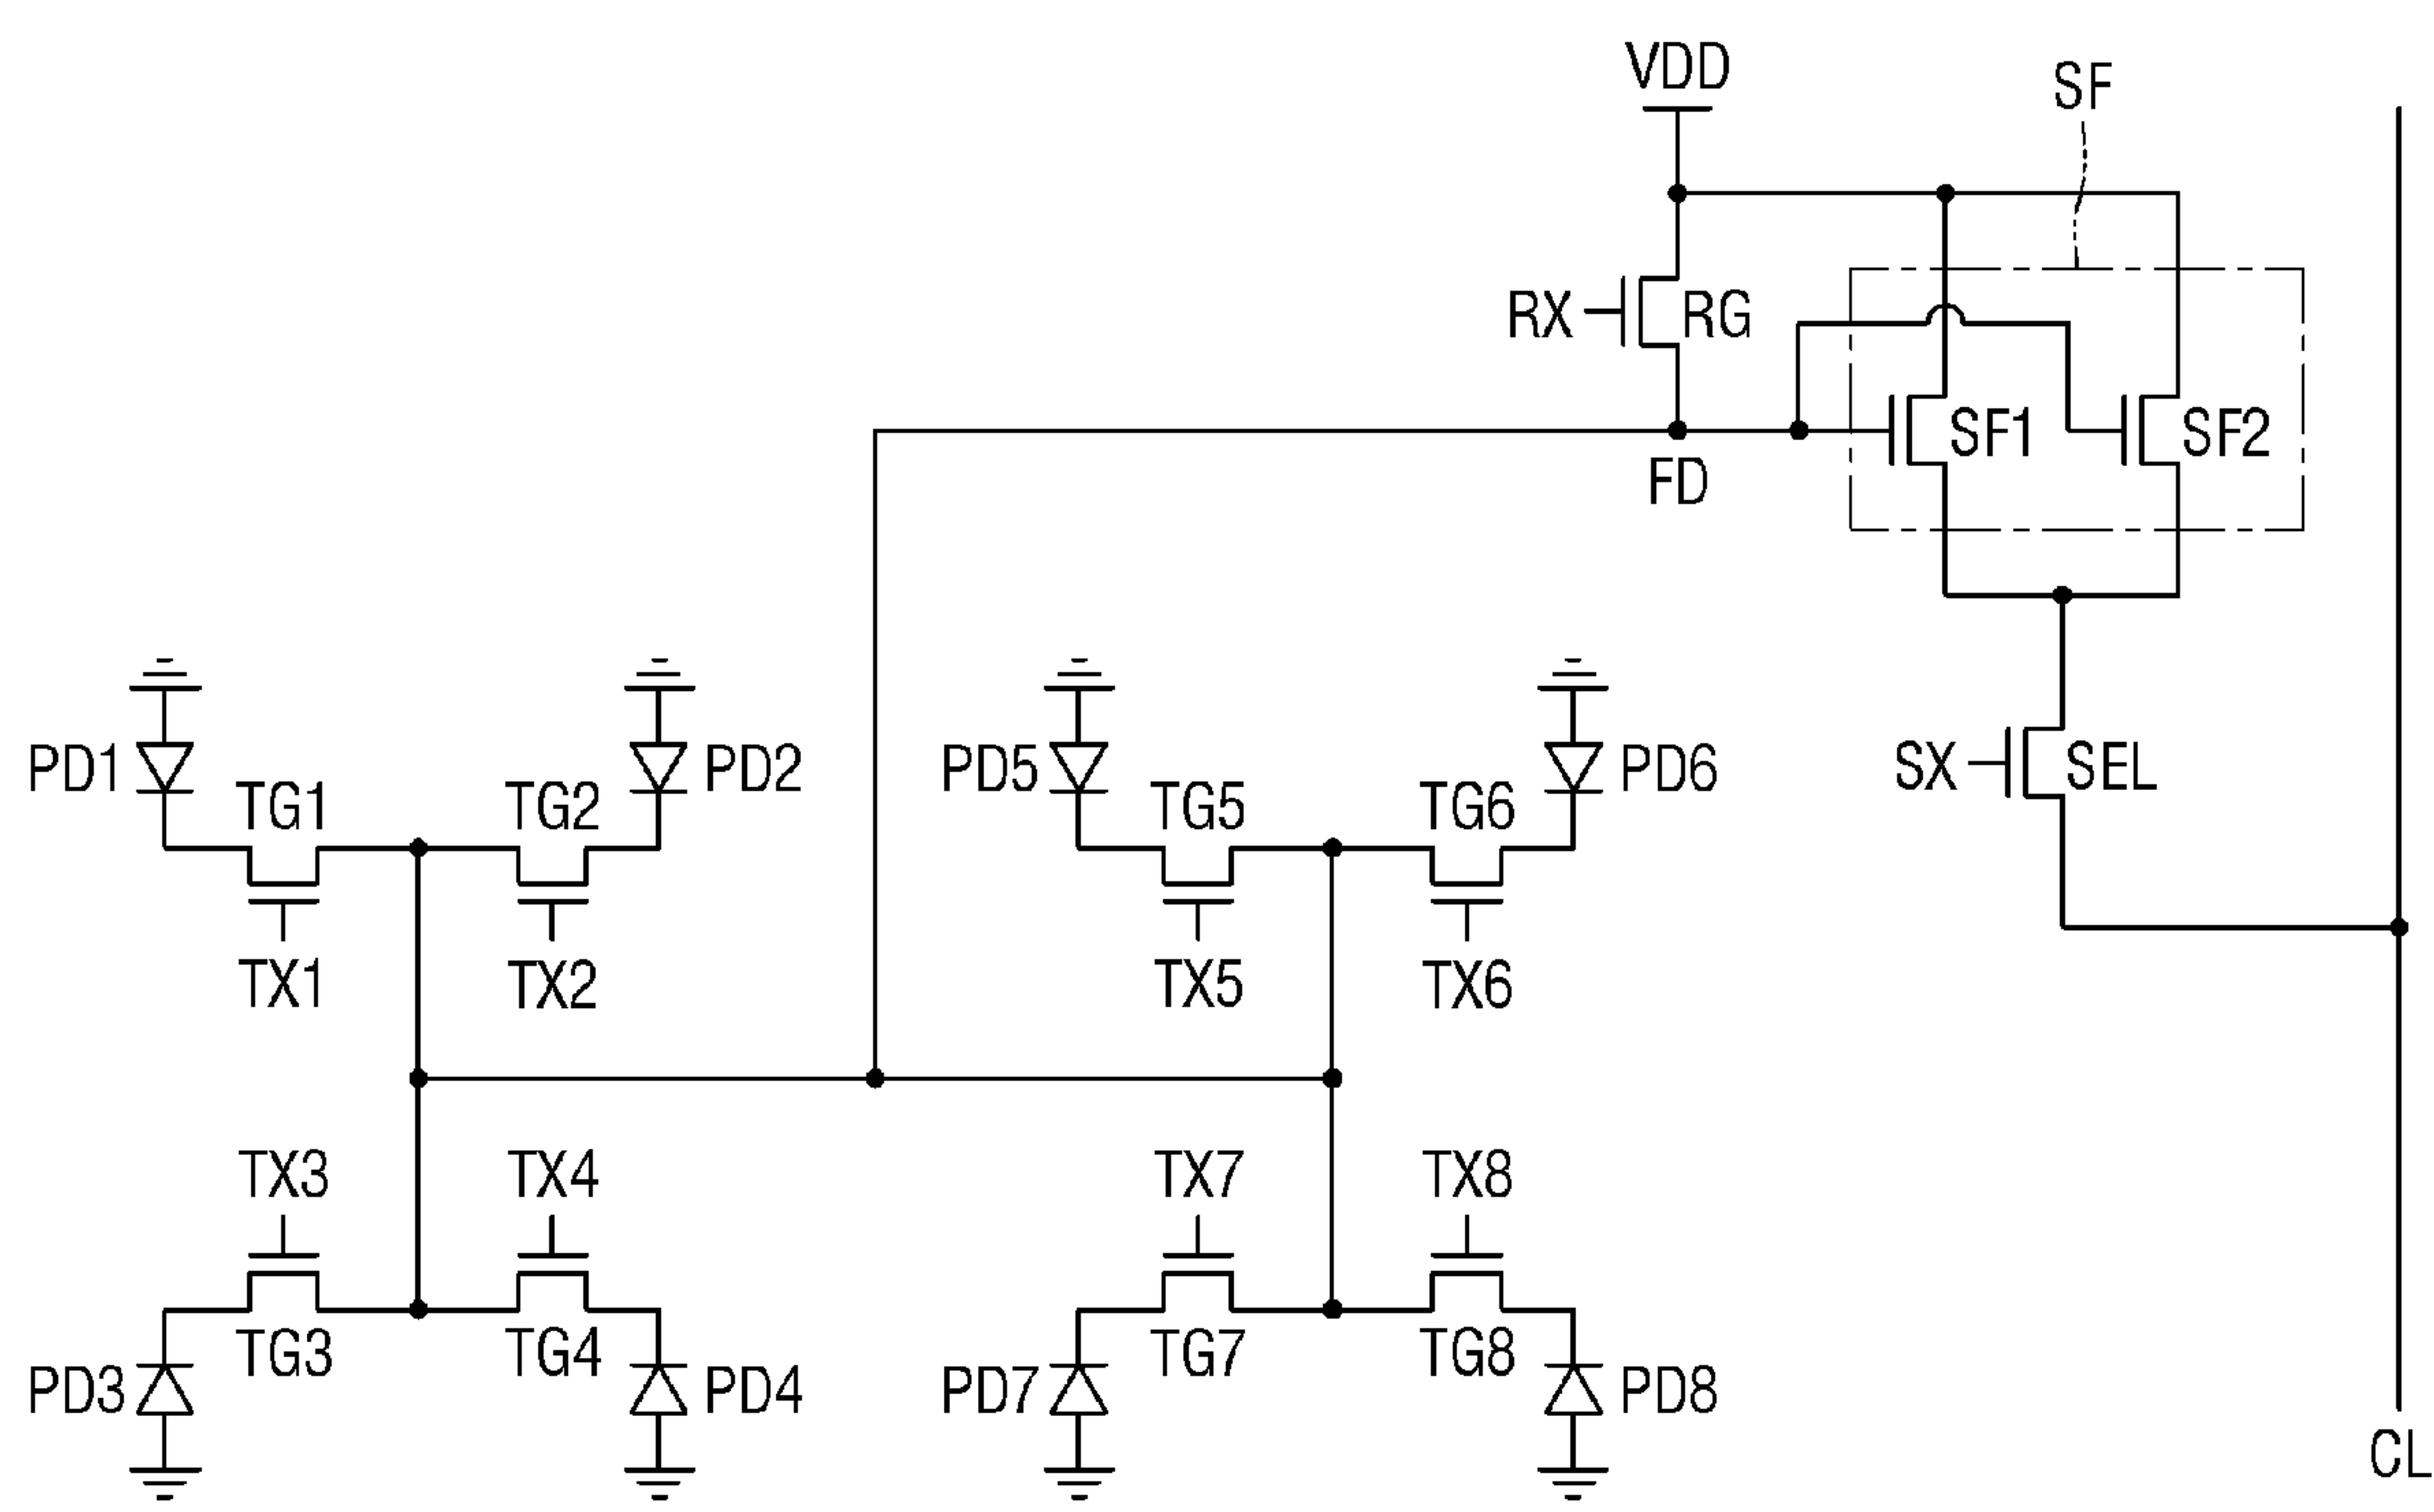 VDD
SF
RX
RG
SF1
SF2
FD
PD1
TG1
TG2
PD2
PD5
TG5
TG6
PD6
SX
SEL
TX1
TX2
TX5
TX6
TX3
TX4
TX7
TX8
PD3
TG3
TG4
PD4
PD7
TG7
TG8
PD8
CL